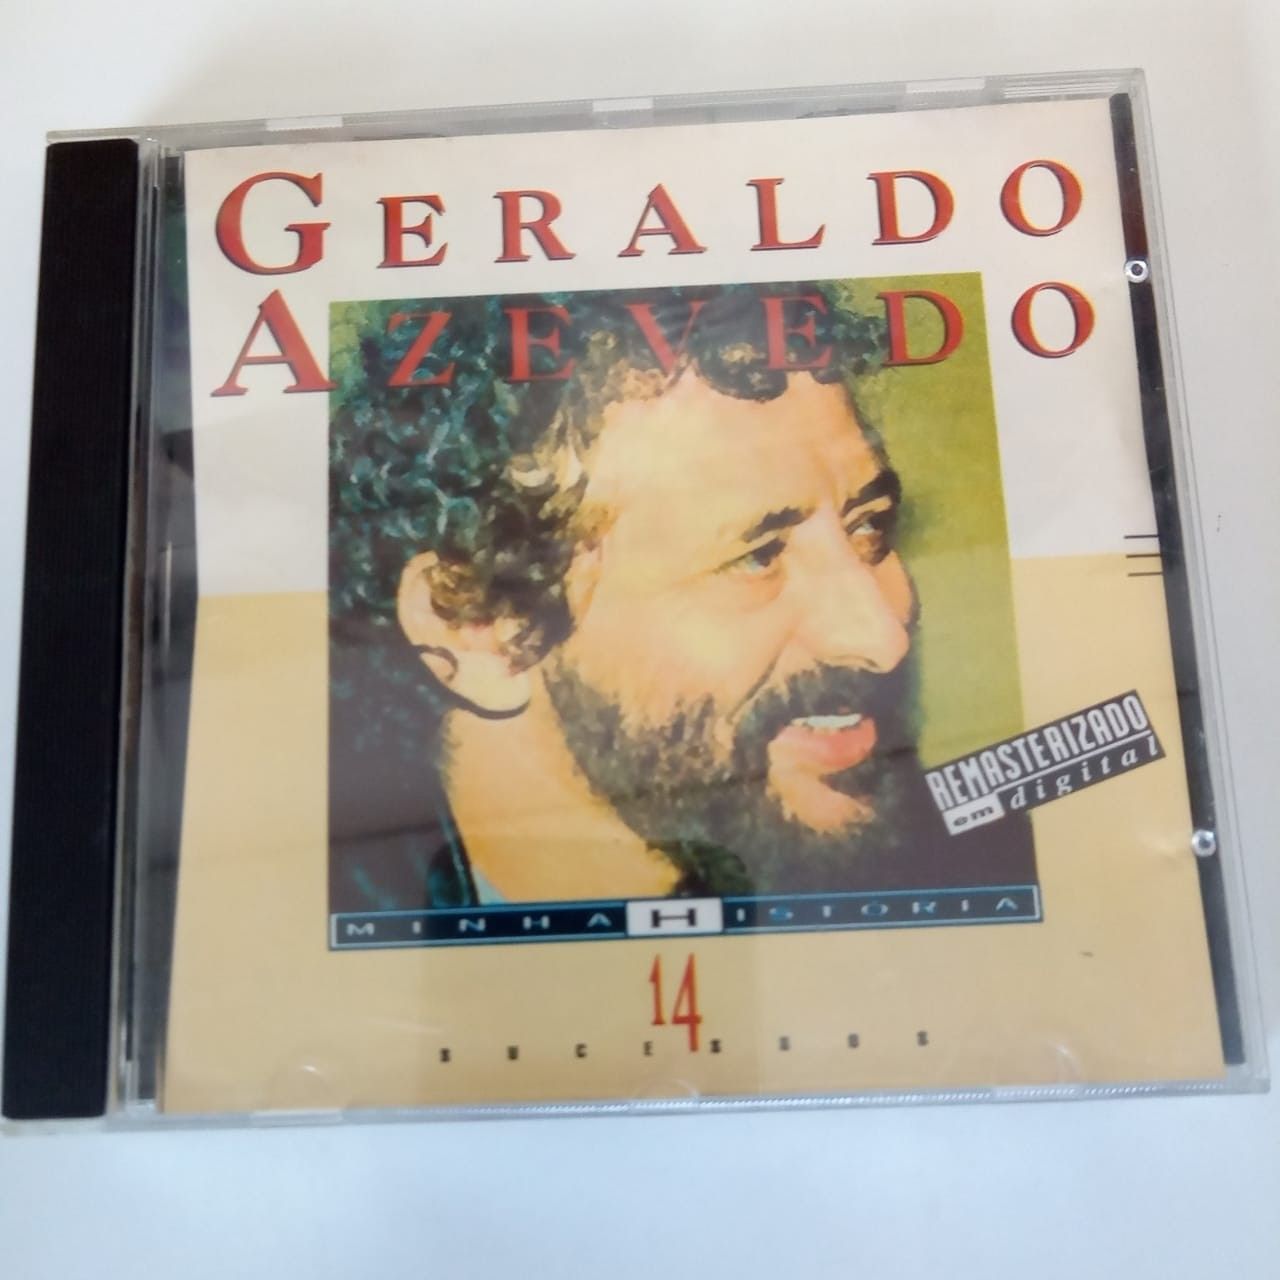 GERALDO
AZEVEDO
REMASTERIZADO
em digital
MINHA HISTÓRIA
14
SUCESSOS